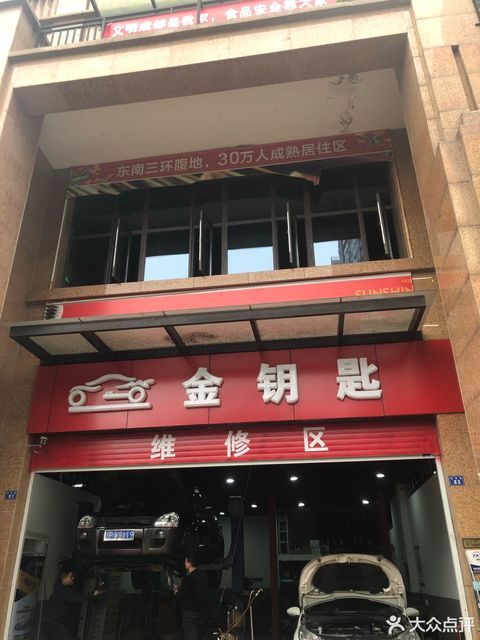 文明成都是我家，食品安全靠大家
东南三环腹地，30万人成熟居住区
SUNSHIN
金钥匙
维修区
大众点评